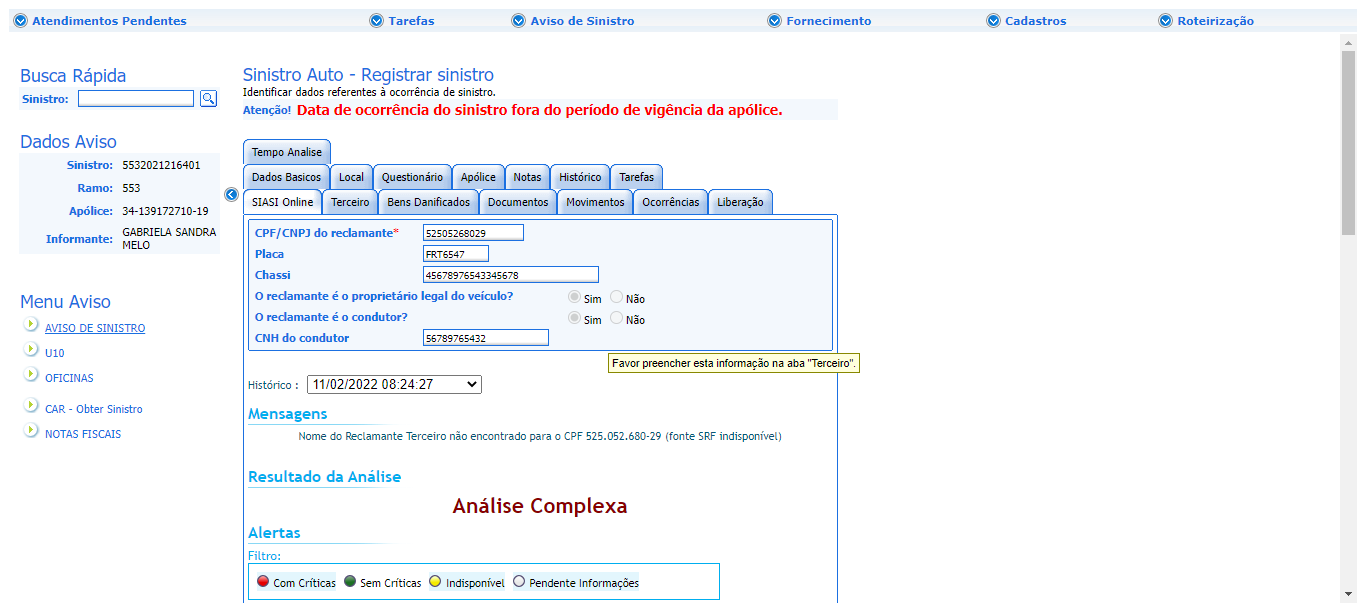 Atendimentos Pendentes Tarefas Aviso de Sinistro Fornecimento Cadastros Roteirização
Busca Rápida
Sinistro:
Dados Aviso
Sinistro: 5532021216401
Ramo: 553
Apólice: 34-139172710-19
Informante: GABRIELA SANDRA
MELO
Menu Aviso
AVISO DE SINISTRO
U10
OFICINAS
CAR - Obter Sinistro
NOTAS FISCAIS
Sinistro Auto - Registrar sinistro
Identificar dados referentes à ocorrência de sinistro.
Atenção! Data de ocorrência do sinistro fora do período de vigência da apólice.
Tempo Analise
Dados Basicos Local Questionário Apólice Notas Histórico Tarefas
SIASI Online Terceiro Bens Danificados Documentos Movimentos Ocorrências Liberação
CPF/CNPJ do reclamante* 52505268029
Placa FRT6547
Chassi 45678976543345678
O reclamante é o proprietário legal do veículo? Sim Não
O reclamante é o condutor? Sim Não
CNH do condutor 56789765432
Favor preencher esta informação na aba "Terceiro".
Histórico : 11/02/2022 08:24:27
Mensagens
Nome do Reclamante Terceiro não encontrado para o CPF 525.052.680-29 (fonte SRF indisponível)
Resultado da Análise
Análise Complexa
Alertas
Filtro:
Com Críticas Sem Críticas Indisponível Pendente Informações